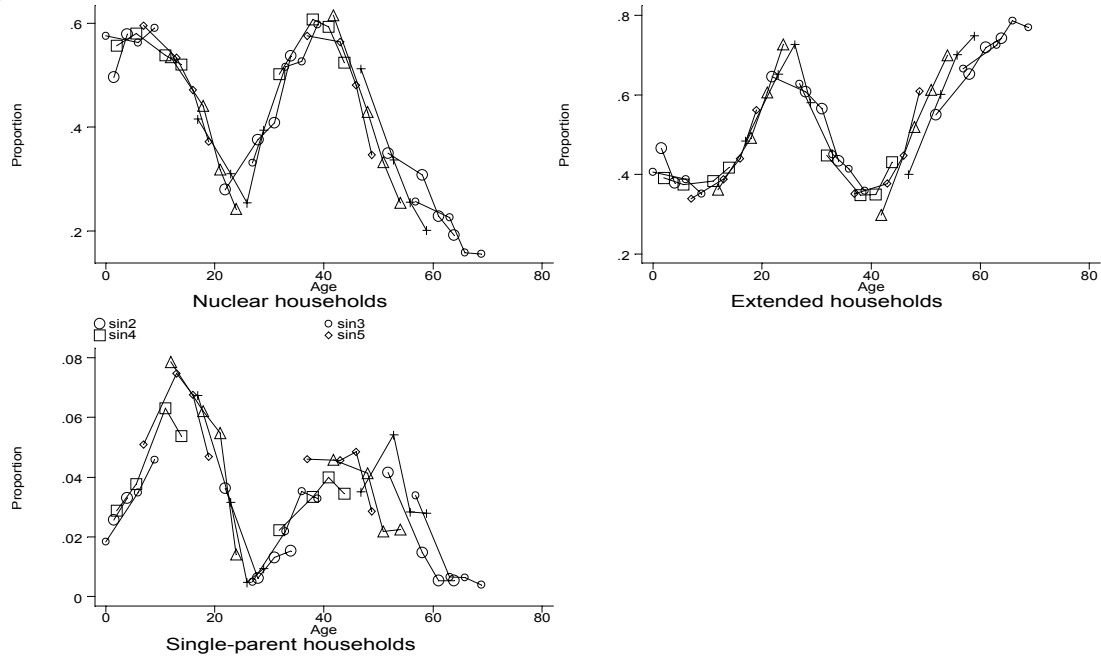 Proportion
.6
.4
.2
0 20 40 60 80
Age
Nuclear households
Proportion
.8
.6
.4
.2
0 20 40 60 80
Age
Extended households
sin2 sin3
sin4 sin5
Proportion
.08
.06
.04
.02
0
0 20 40 60 80
Age
Single-parent households